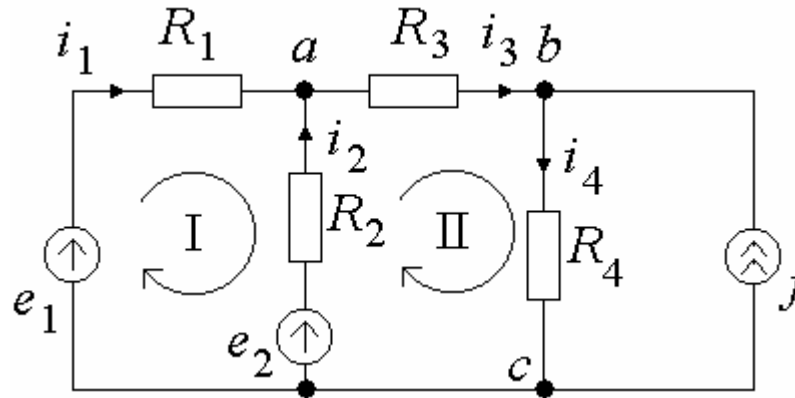 i₁ R₁ a R₃ i₃ b
i₂ i₄
I R₂ II R₄
e₁ e₂ c